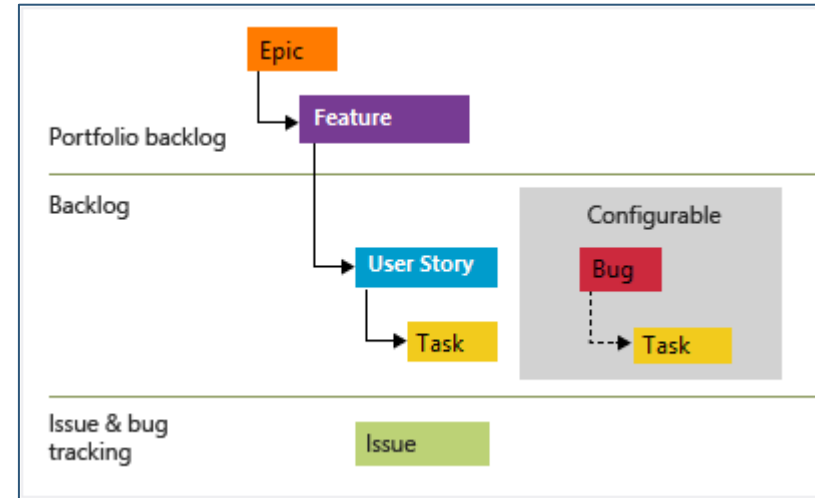 Epic
Feature
Portfolio backlog
Backlog
Configurable
User Story
Bug
Task
Task
Issue & bug
tracking
Issue